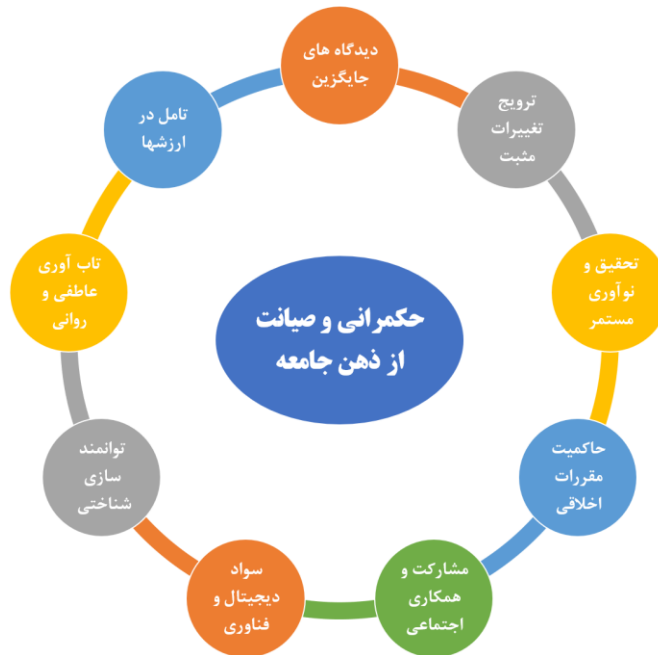 دیدگاه های
جایگزین
ترویج
تغییرات
مثبت
تحقیق و
نوآوری
مستمر
حاکمیت
مقررات
اخلاقی
مشارکت و
همکاری
اجتماعی
سواد
دیجیتال و
فناوری
توانمند
سازی
شناختی
تاب آوری
عاطفی و
روانی
تامل در
ارزشها
حکمرانی و صیانت
از ذهن جامعه